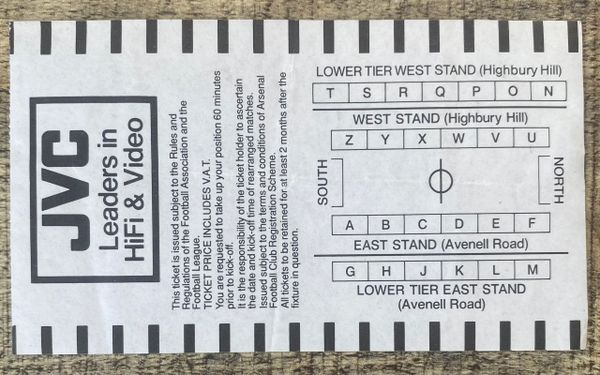 JVC
Leaders in
HiFi & Video
This ticket is issued subject to the Rules and
Regulations of the Football Association and the
Football League.
TICKET PRICE INCLUDES V.A.T.
You are requested to take up your position 60 minutes
prior to kick-off.
It is the responsibility of the ticket holder to ascertain
the date and kick-off time of rearranged matches.
Issued subject to the terms and conditions of Arsenal
Football Club Registration Scheme.
All tickets to be retained for at least 2 months after the
fixture in question.
LOWER TIER WEST STAND (Highbury Hill)
T S R Q P O N
WEST STAND (Highbury Hill)
Z Y X W V U
SOUTH
NORTH
A B C D E F
EAST STAND (Avenell Road)
G H J K L M
LOWER TIER EAST STAND
(Avenell Road)